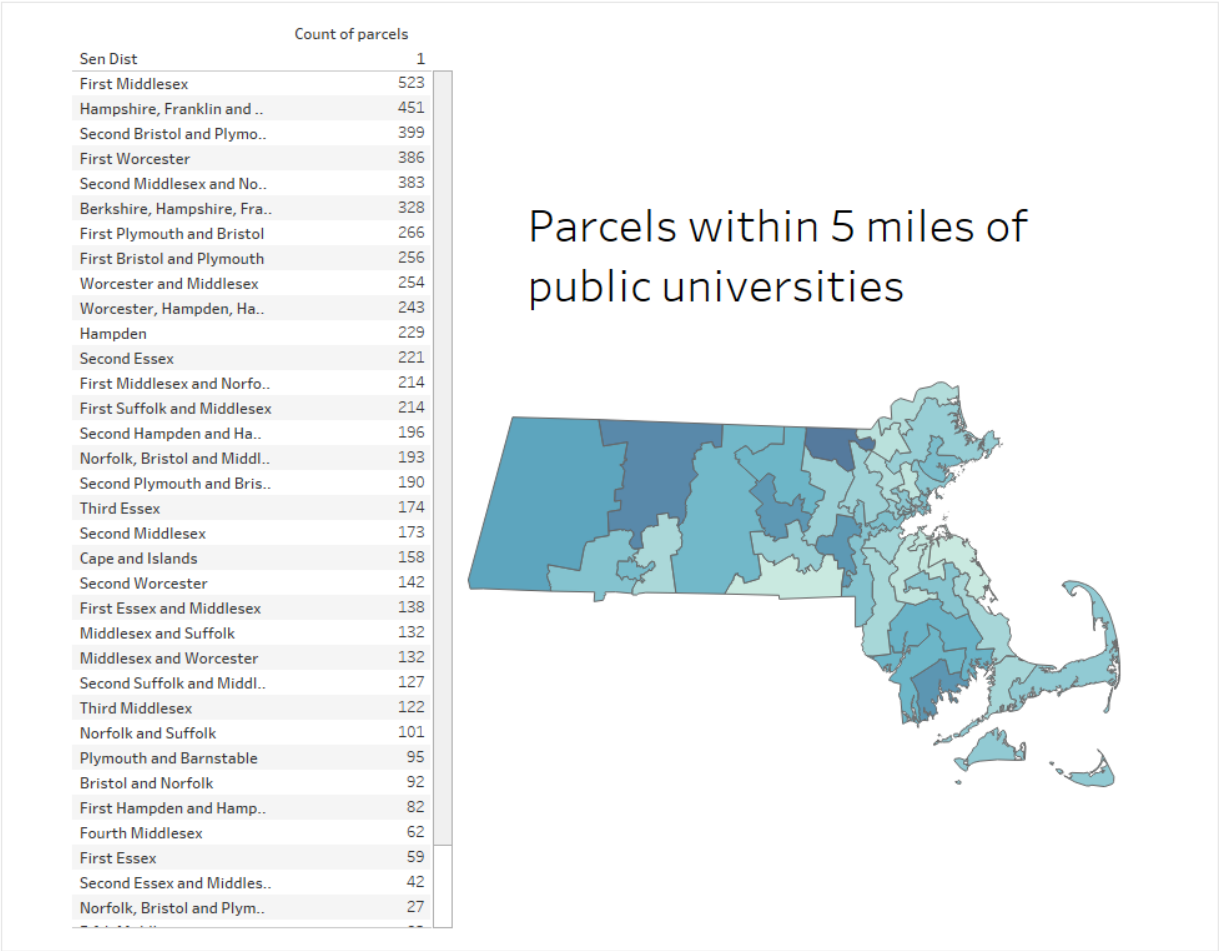 Count of parcels
Sen Dist 1
First Middlesex 523
Hampshire, Franklin and .. 451
Second Bristol and Plymo.. 399
First Worcester 386
Second Middlesex and No.. 383
Berkshire, Hampshire, Fra.. 328
First Plymouth and Bristol 266
First Bristol and Plymouth 256
Worcester and Middlesex 254
Worcester, Hampden, Ha.. 243
Hampden 229
Second Essex 221
First Middlesex and Norfo.. 214
First Suffolk and Middlesex 214
Second Hampden and Ha.. 196
Norfolk, Bristol and Middl.. 193
Second Plymouth and Bris.. 190
Third Essex 174
Second Middlesex 173
Cape and Islands 158
Second Worcester 142
First Essex and Middlesex 138
Middlesex and Suffolk 132
Middlesex and Worcester 132
Second Suffolk and Middl.. 127
Third Middlesex 122
Norfolk and Suffolk 101
Plymouth and Barnstable 95
Bristol and Norfolk 92
First Hampden and Hamp.. 82
Fourth Middlesex 62
First Essex 59
Second Essex and Middles.. 42
Norfolk, Bristol and Plym.. 27
Parcels within 5 miles of
public universities